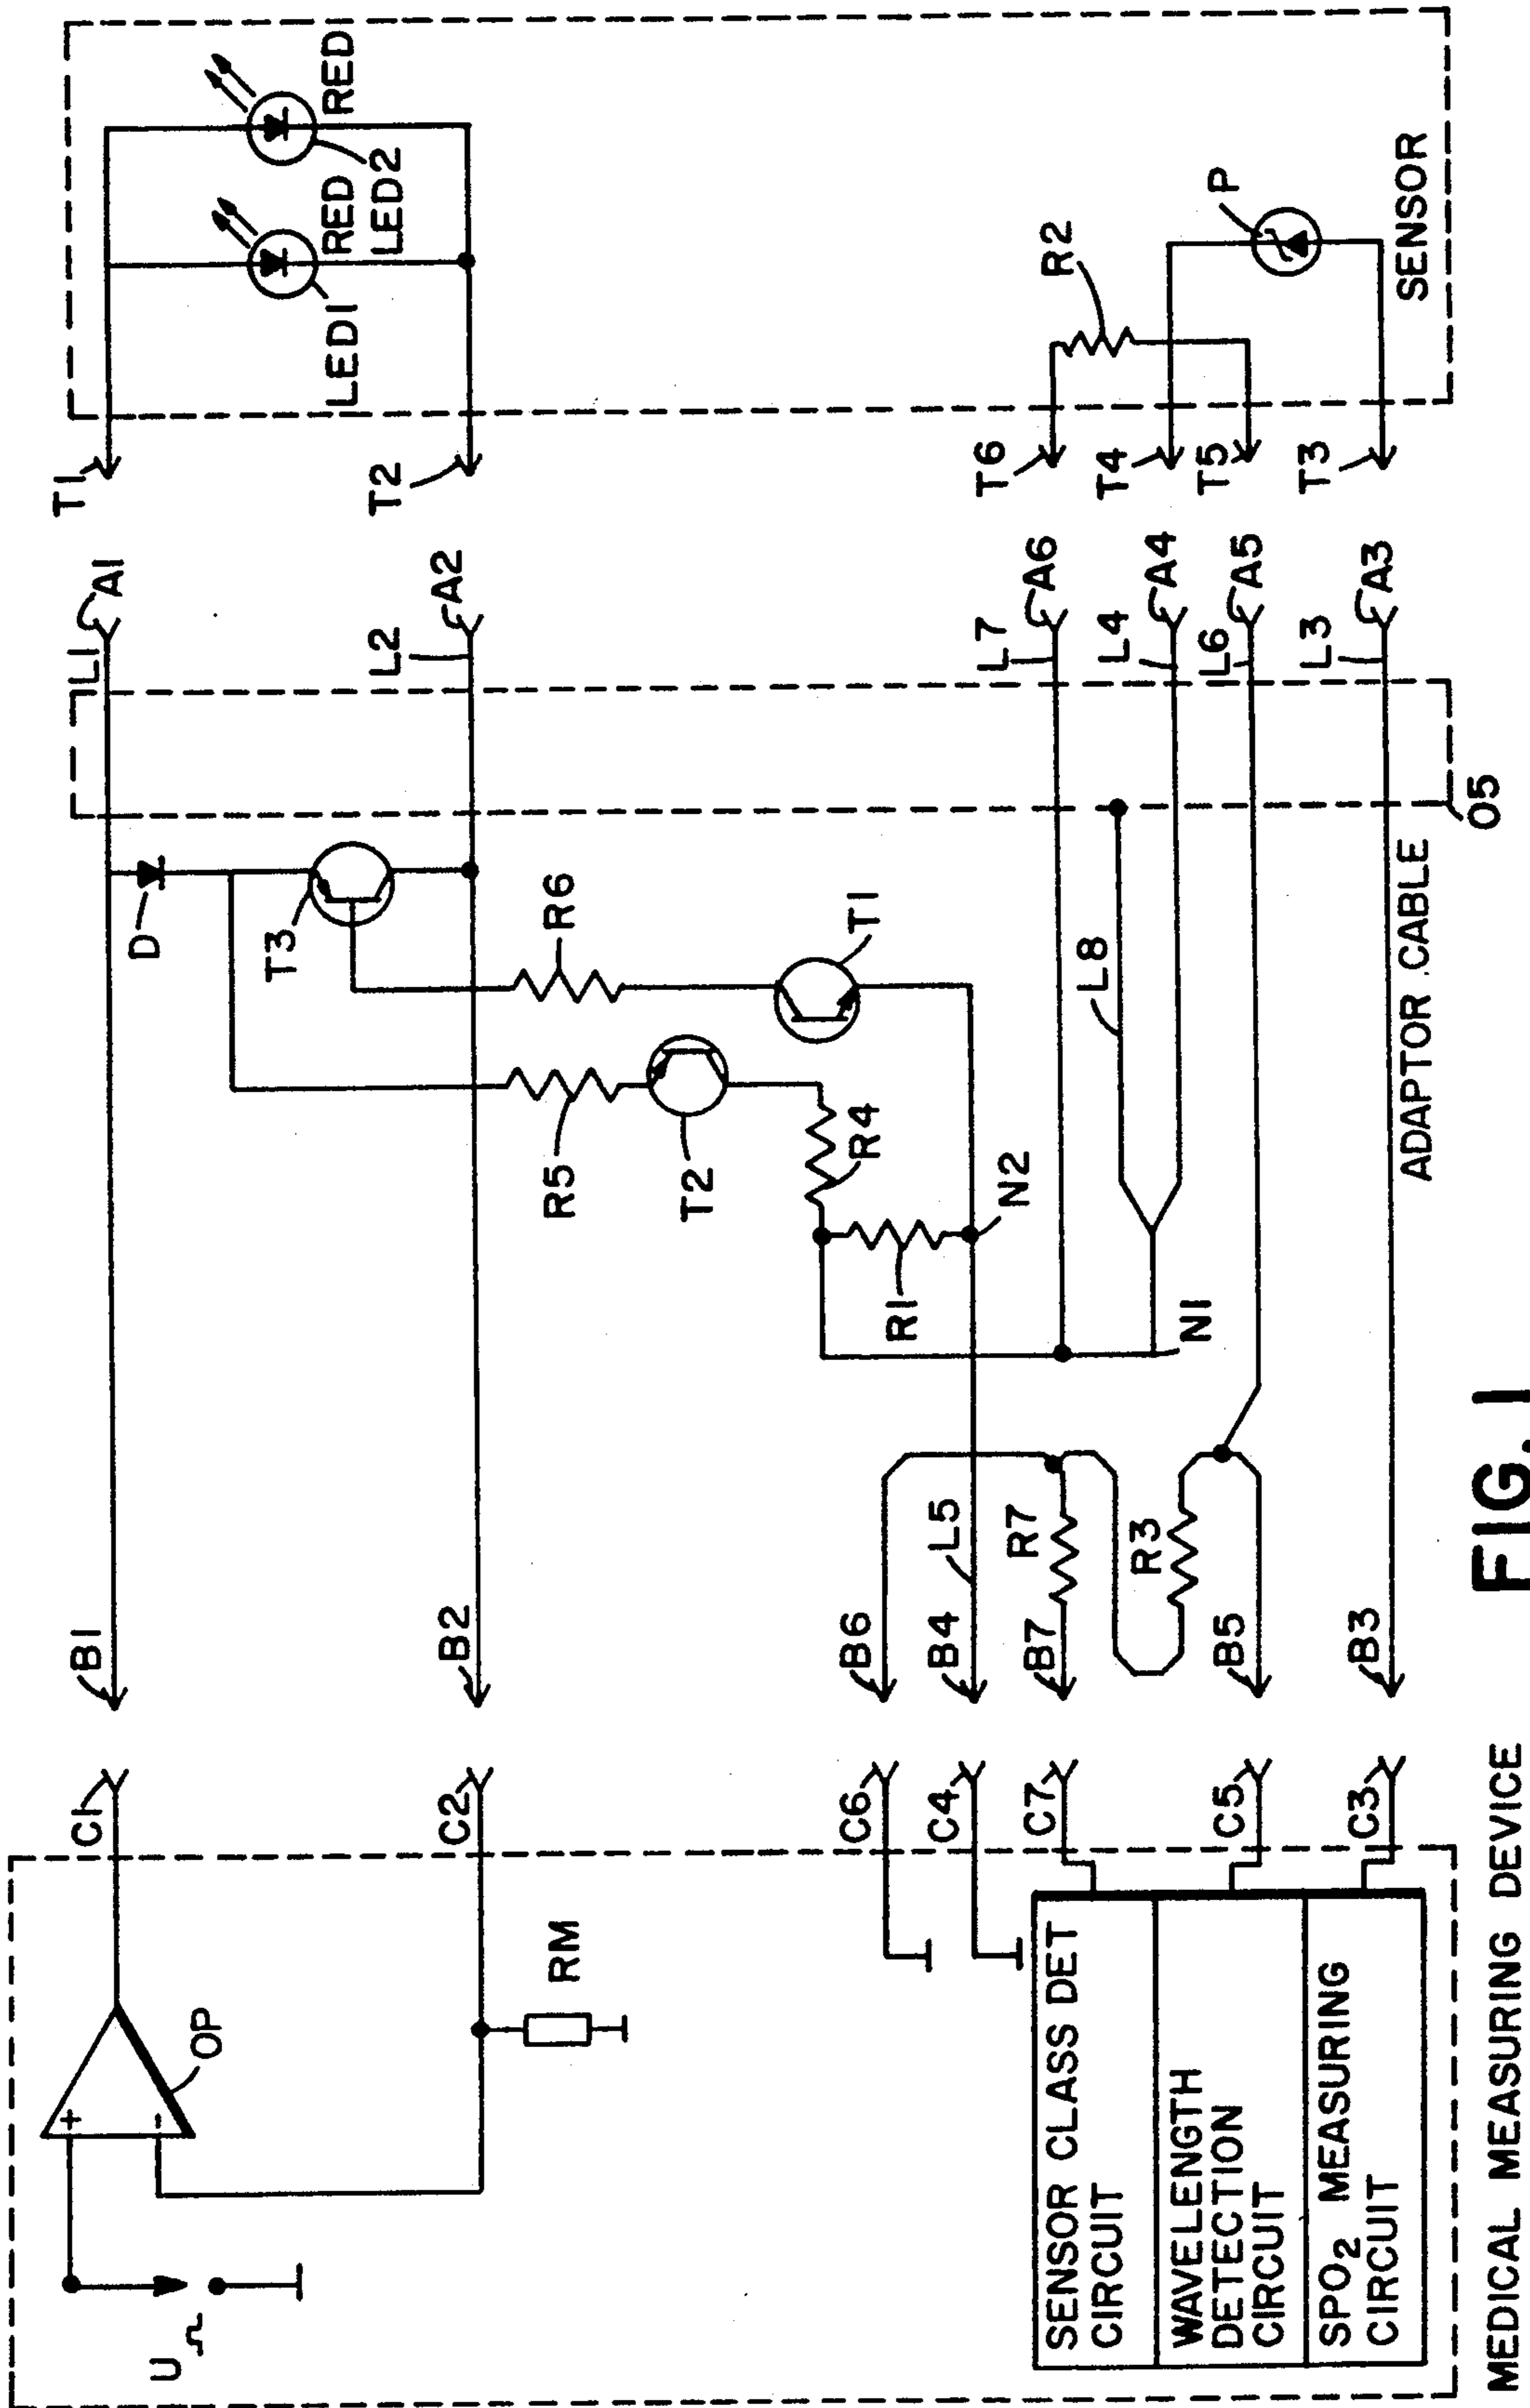 T1
T2
LED1
RED
LED2
RED
T6
T4
T5
T3
R2
P
SENSOR
L1
A1
L2
A2
L7
A6
L4
A4
L6
A5
L3
A3
D
T3
R6
T1
R5
T2
R4
R1
N2
L8
N1
O5
ADAPTOR CABLE
B1
B2
B6
B4
L5
B7
R7
R3
B5
B3
FIG. 1
C1
C2
C6
C4
C7
C5
C3
+
-
OP
U
RM
SENSOR CLASS DET
CIRCUIT
WAVELENGTH
DETECTION
CIRCUIT
SPO2 MEASURING
CIRCUIT
MEDICAL MEASURING DEVICE